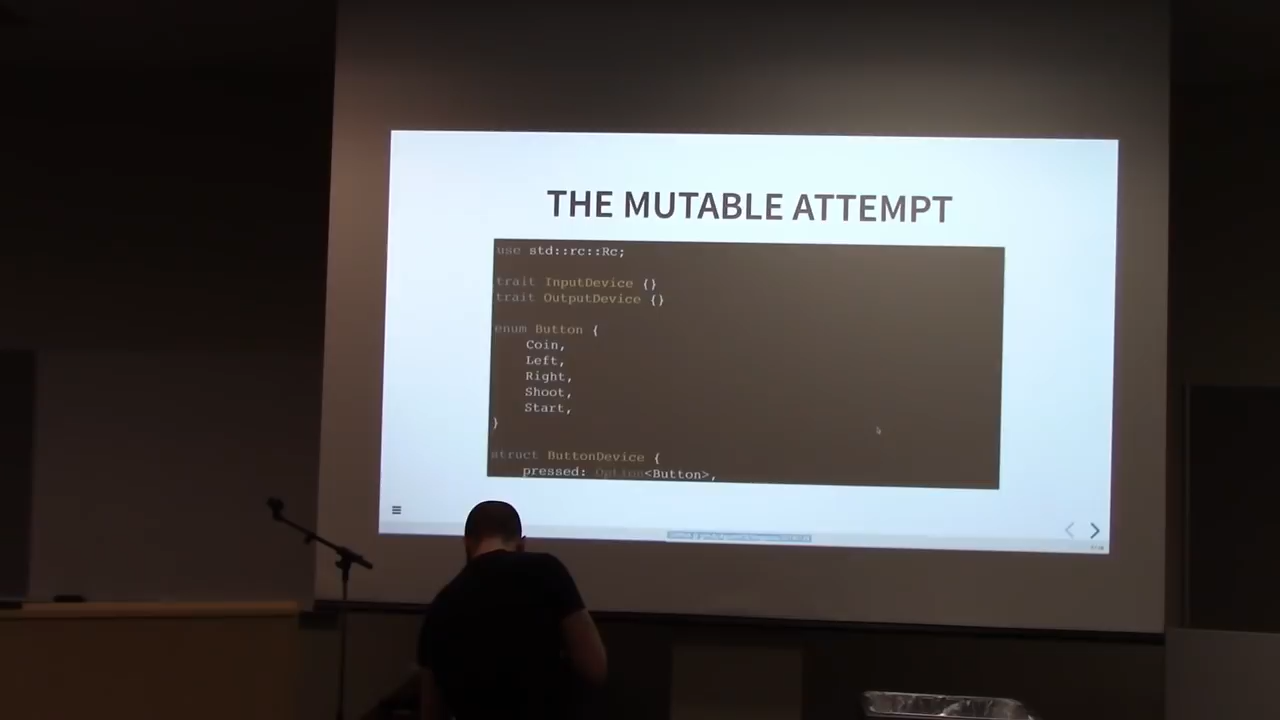 THE MUTABLE ATTEMPT
use std::rc::Rc;
trait InputDevice {}
trait OutputDevice {}
enum Button {
Coin,
Left,
Right,
Shoot,
Start,
}
struct ButtonDevice {
pressed: Option<Button>,